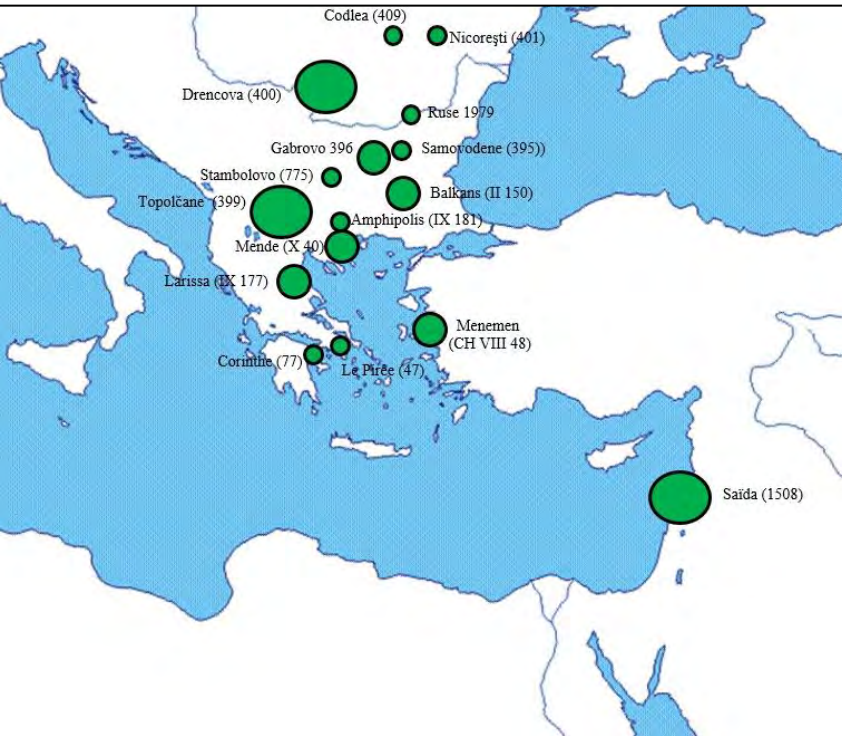 Codlea (409)
Nicoreşti (401)
Drencova (400)
Ruse 1979
Gabrovo 396
Samovodene (395))
Stambolovo (775)
Balkans (II 150)
Topolčane (399)
Amphipolis (IX 181)
Mende (X 40)
Larissa (IX 177)
Menemen
(CH VIII 48)
Corinthe (77)
Le Pirée (47)
Saïda (1508)